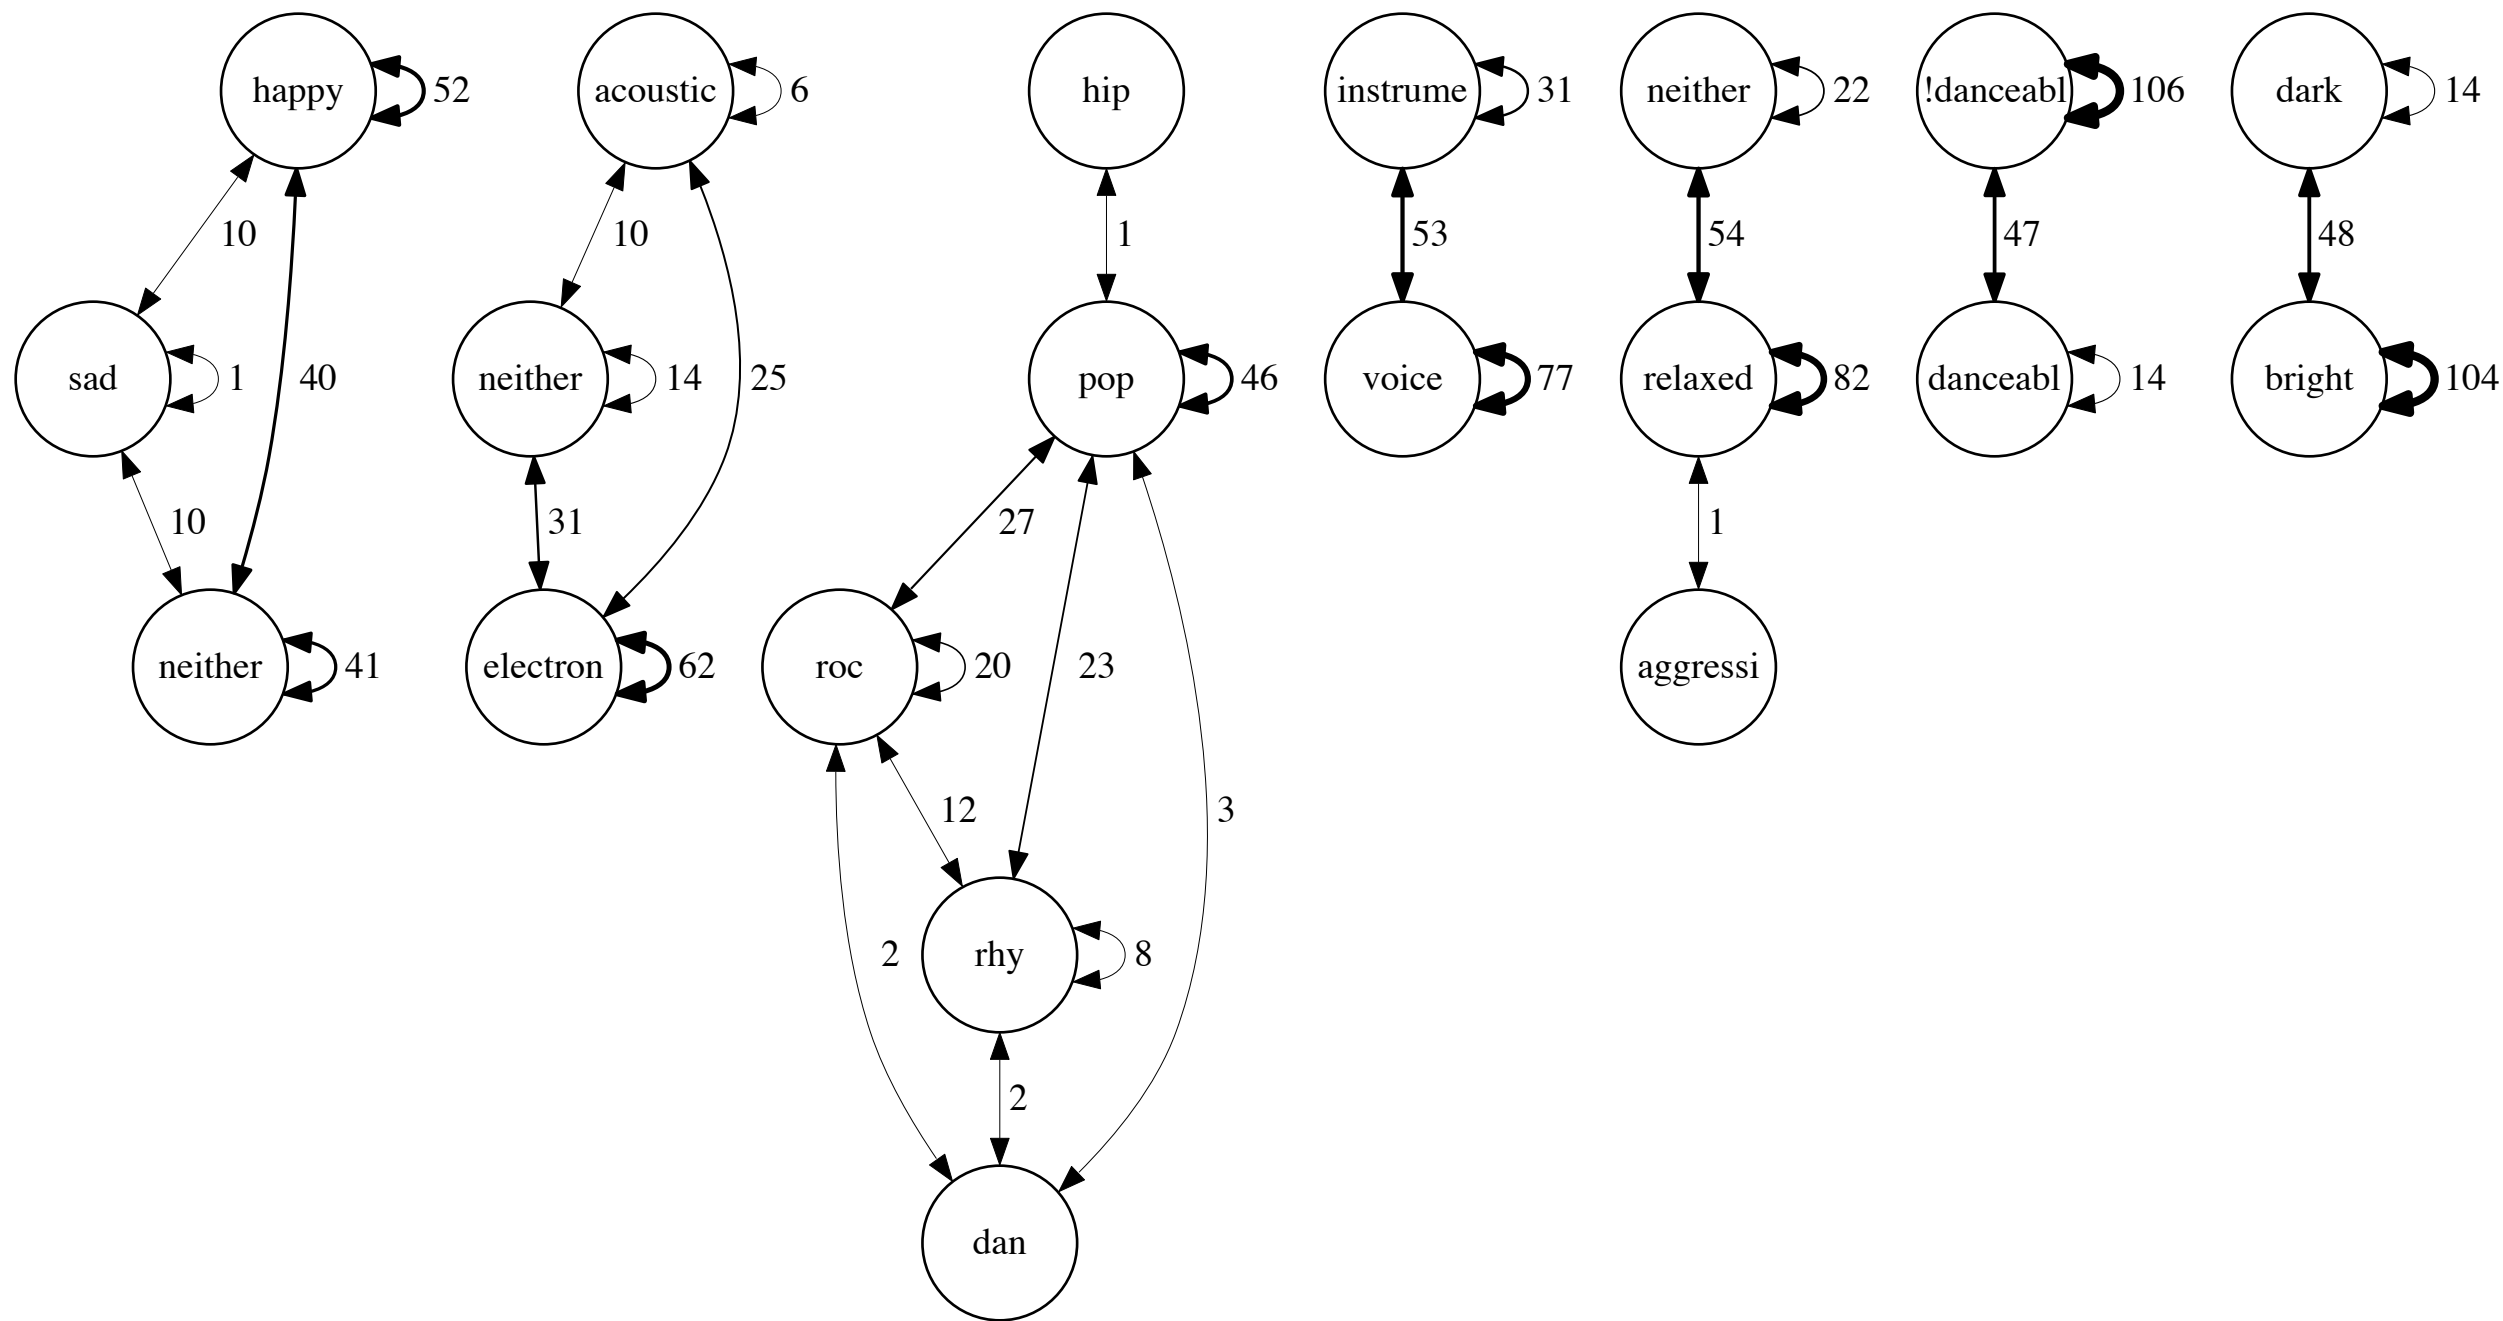 happy 52 acoustic 6 hip instrume 31 neither 22 !danceabl 106 dark 14
10 10 1 53 54 47 48
sad 1 40 neither 14 25 pop 46 voice 77 relaxed 82 danceabl 14 bright 104
10 31 27 1
neither 41 electron 62 roc 20 23 aggressi
12 3
2 rhy 8
2
dan